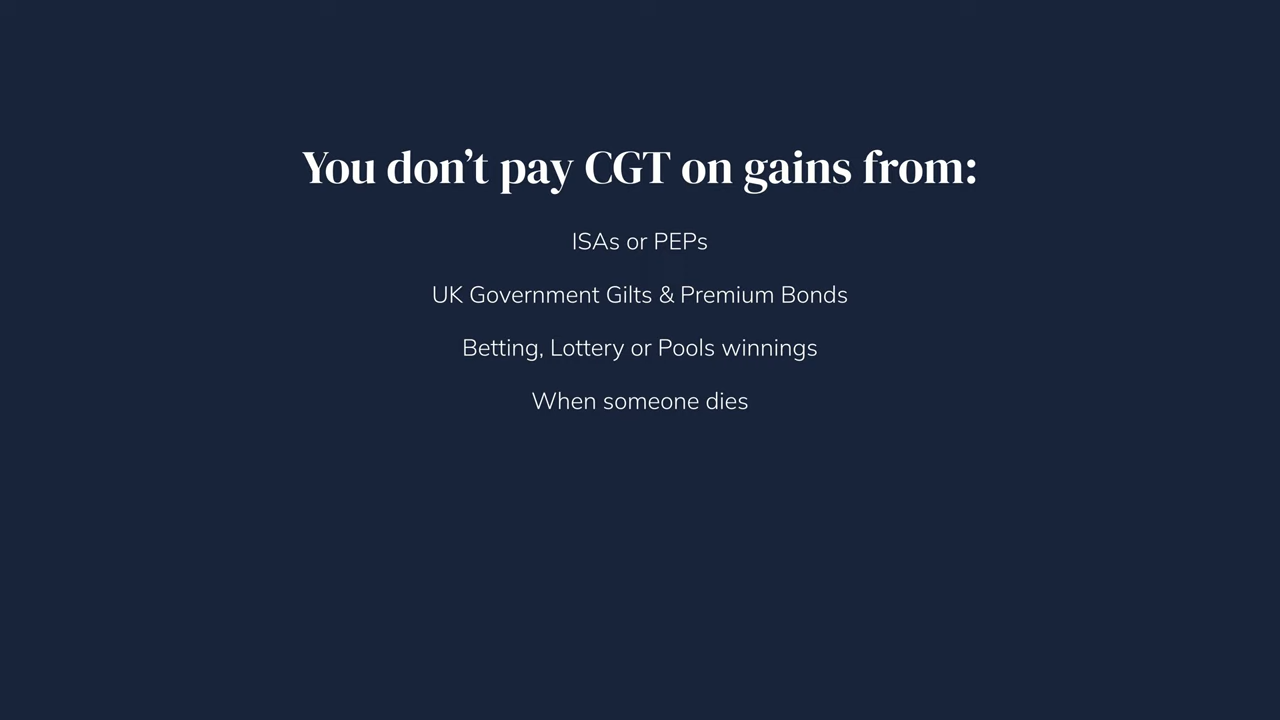 You don’t pay CGT on gains from:
ISAs or PEPs
UK Government Gilts & Premium Bonds
Betting, Lottery or Pools winnings
When someone dies